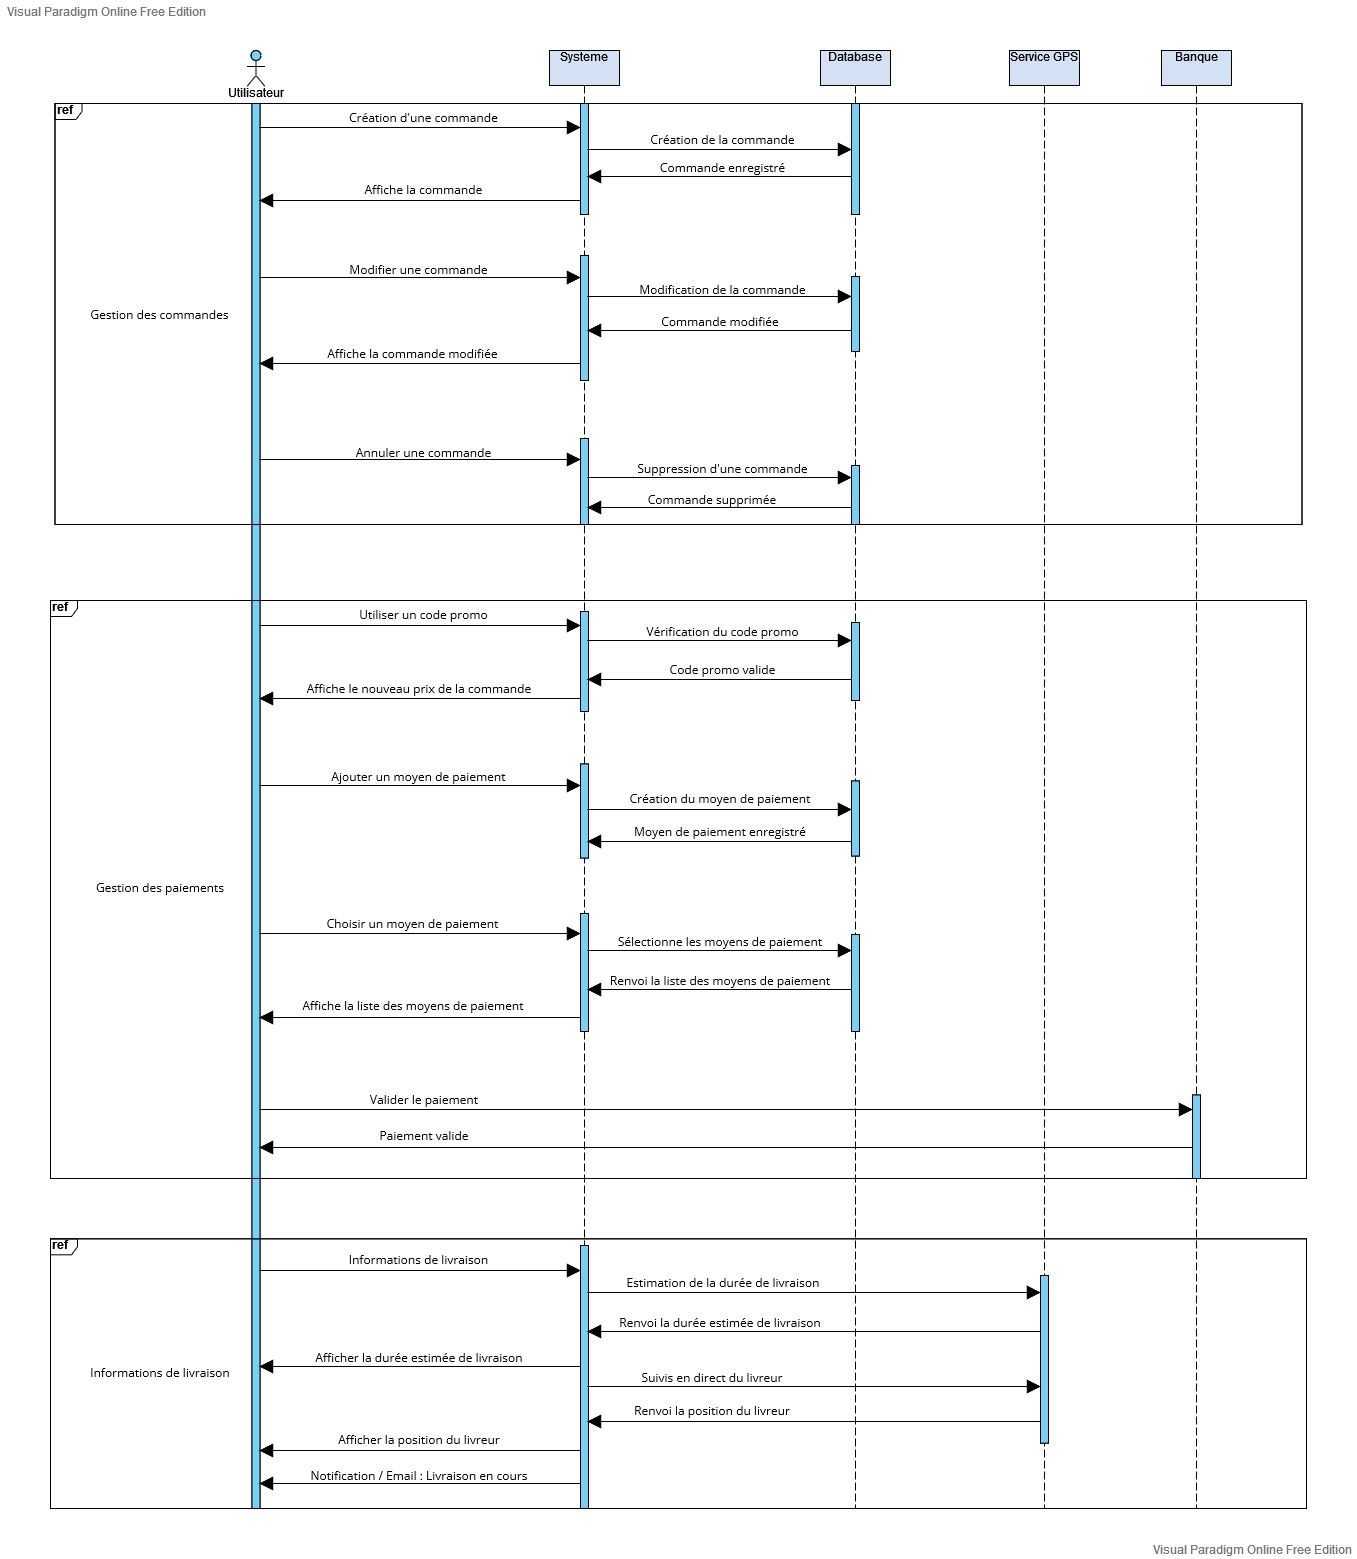 Visual Paradigm Online Free Edition
Utilisateur
Systeme
Database
Service GPS
Banque
ref
Création d'une commande
Création de la commande
Commande enregistré
Affiche la commande
Modifier une commande
Modification de la commande
Gestion des commandes
Commande modifiée
Affiche la commande modifiée
Annuler une commande
Suppression d'une commande
Commande supprimée
ref
Utiliser un code promo
Vérification du code promo
Code promo valide
Affiche le nouveau prix de la commande
Ajouter un moyen de paiement
Création du moyen de paiement
Moyen de paiement enregistré
Gestion des paiements
Choisir un moyen de paiement
Sélectionne les moyens de paiement
Renvoi la liste des moyens de paiement
Affiche la liste des moyens de paiement
Valider le paiement
Paiement valide
ref
Informations de livraison
Estimation de la durée de livraison
Renvoi la durée estimée de livraison
Afficher la durée estimée de livraison
Informations de livraison
Suivis en direct du livreur
Renvoi la position du livreur
Afficher la position du livreur
Notification / Email : Livraison en cours
Visual Paradigm Online Free Edition